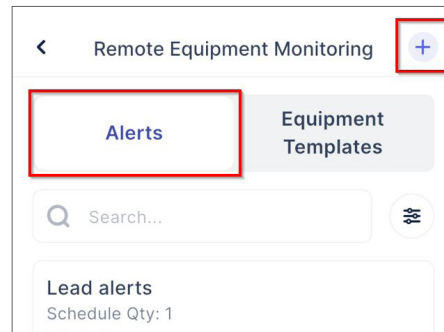 Remote Equipment Monitoring
Alerts
Equipment
Templates
Search...
Lead alerts
Schedule Qty: 1